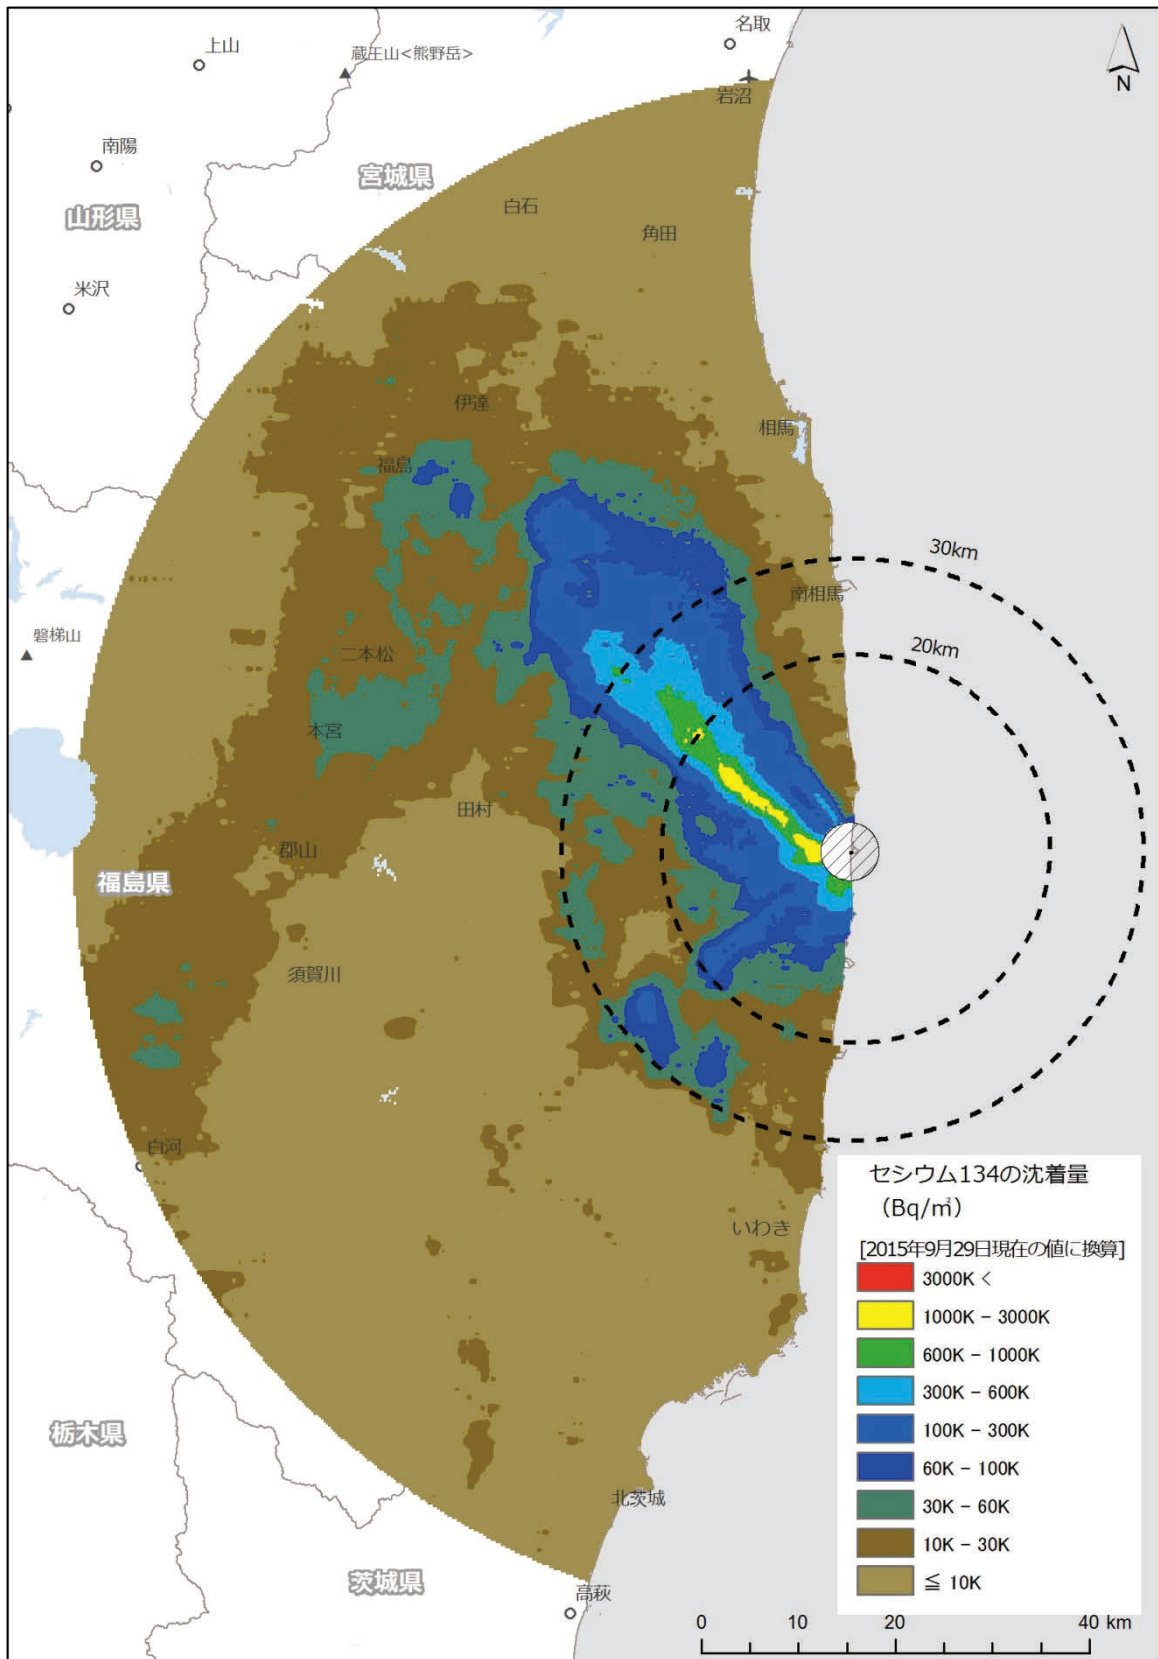 名取
上山
蔵王山<熊野岳>
N
岩沼
南陽
宮城県
白石
山形県
角田
米沢
伊達
相馬
福島
30km
南相馬
磐梯山
二本松
20km
本宮
田村
郡山
福島県
須賀川
白河
いわき
セシウム134の沈着量
（Bq/㎡）
[2015年9月29日現在の値に換算]
3000K <
1000K - 3000K
600K - 1000K
300K - 600K
100K - 300K
60K - 100K
30K - 60K
10K - 30K
≦ 10K
栃木県
北茨城
茨城県
高萩
0 10 20 40 km